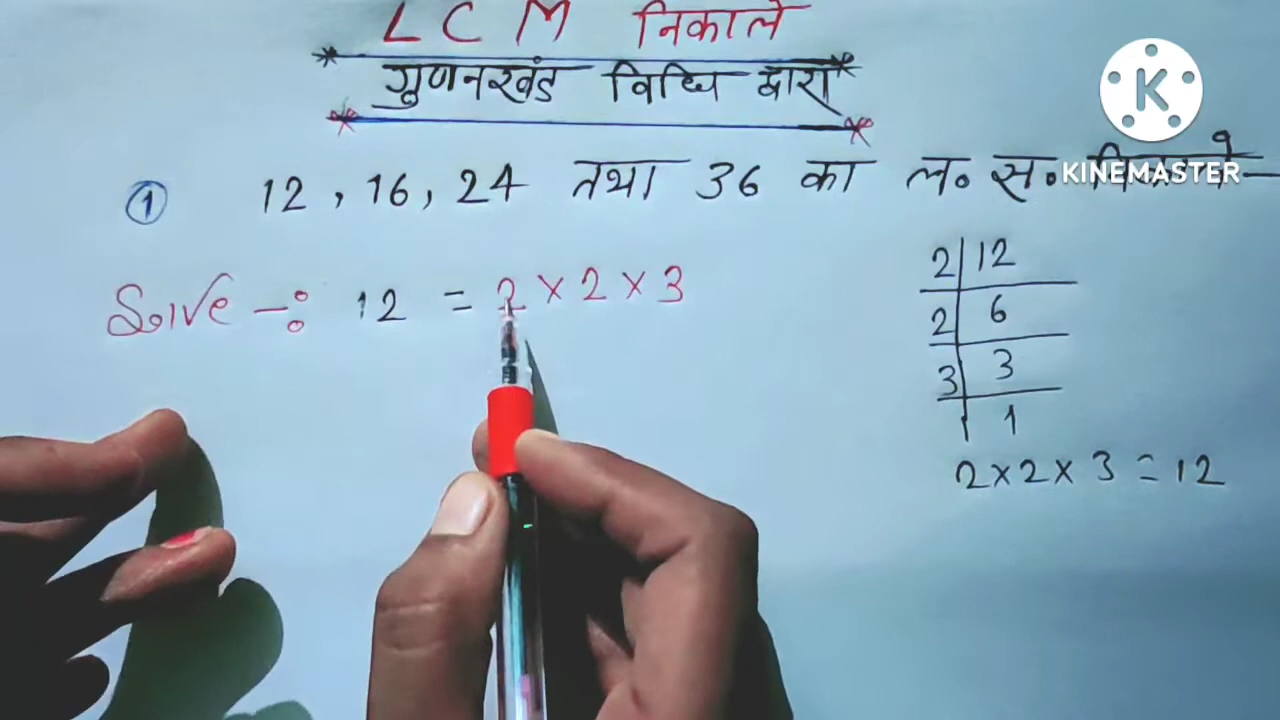 LCM निकाले
गुणनखंड विधि द्वारा
① 12, 16, 24 तथा 36 का ल॰ स॰
K
KINEMASTER
Solve -: 12 = 2 × 2 × 3
2 | 12
2 | 6
3 | 3
| 1
2 × 2 × 3 = 12